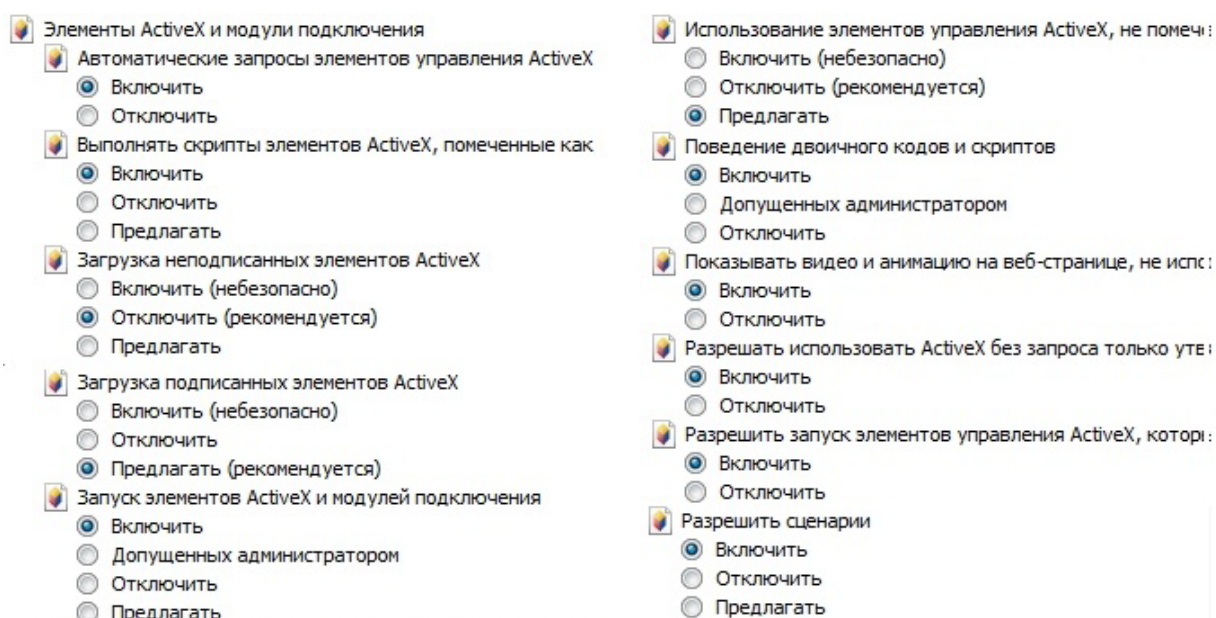 Элементы ActiveX и модули подключения
Автоматические запросы элементов управления ActiveX
Включить
Отключить
Выполнять скрипты элементов ActiveX, помеченные как
Включить
Отключить
Предлагать
Загрузка неподписанных элементов ActiveX
Включить (небезопасно)
Отключить (рекомендуется)
Предлагать
Загрузка подписанных элементов ActiveX
Включить (небезопасно)
Отключить
Предлагать (рекомендуется)
Запуск элементов ActiveX и модулей подключения
Включить
Допущенных администратором
Отключить
Предлагать
Использование элементов управления ActiveX, не
Включить (небезопасно)
Отключить (рекомендуется)
Предлагать
Поведение двоичного кодов и скриптов
Включить
Допущенных администратором
Отключить
Показывать видео и анимацию на веб-странице, не
Включить
Отключить
Разрешать использовать ActiveX без запроса только
Включить
Отключить
Разрешить запуск элементов управления ActiveX,
Включить
Отключить
Разрешить сценарии
Включить
Отключить
Предлагать